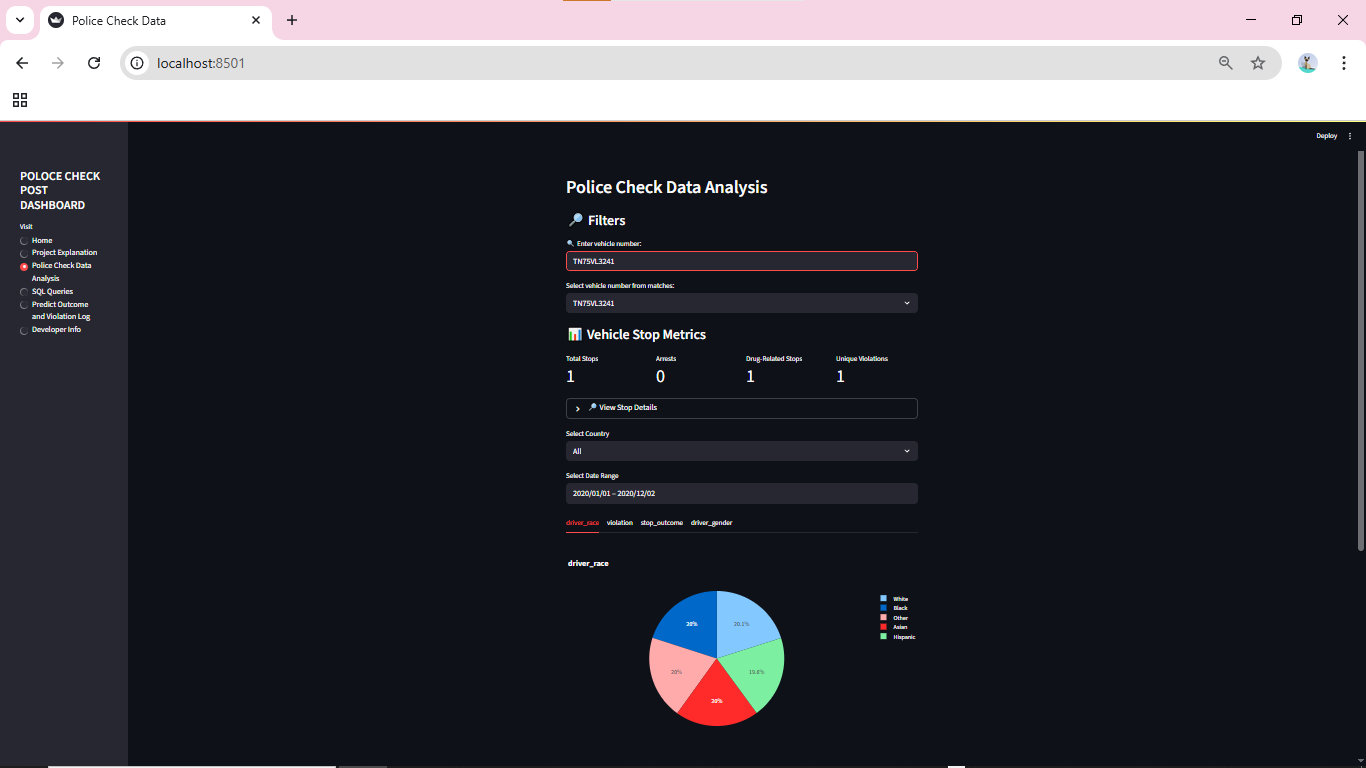 Police Check Data
localhost:8501
Deploy
POLOCE CHECK
POST
DASHBOARD
Visit
Home
Project Explanation
Police Check Data
Analysis
SQL Queries
Predict Outcome
and Violation Log
Developer Info
Police Check Data Analysis
Filters
Enter vehicle number:
TN75VL3241
Select vehicle number from matches:
TN75VL3241
Vehicle Stop Metrics
Total Stops Arrests Drug-Related Stops Unique Violations
1 0 1 1
View Stop Details
Select Country
All
Select Date Range
2020/01/01 – 2020/12/02
driver_race violation stop_outcome driver_gender
driver_race
White
Black
Other
Asian
Hispanic
20% 20.1%
20% 19.8%
20%